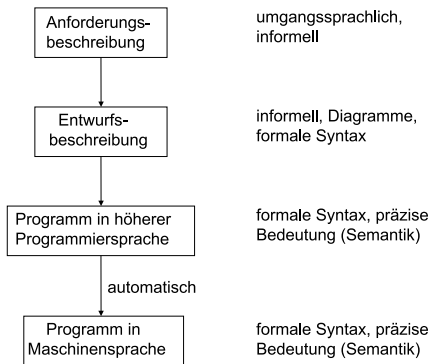 Anforderungs-
beschreibung
umgangssprachlich,
informell
Entwurfs-
beschreibung
informell, Diagramme,
formale Syntax
Programm in höherer
Programmiersprache
formale Syntax, präzise
Bedeutung (Semantik)
automatisch
Programm in
Maschinensprache
formale Syntax, präzise
Bedeutung (Semantik)